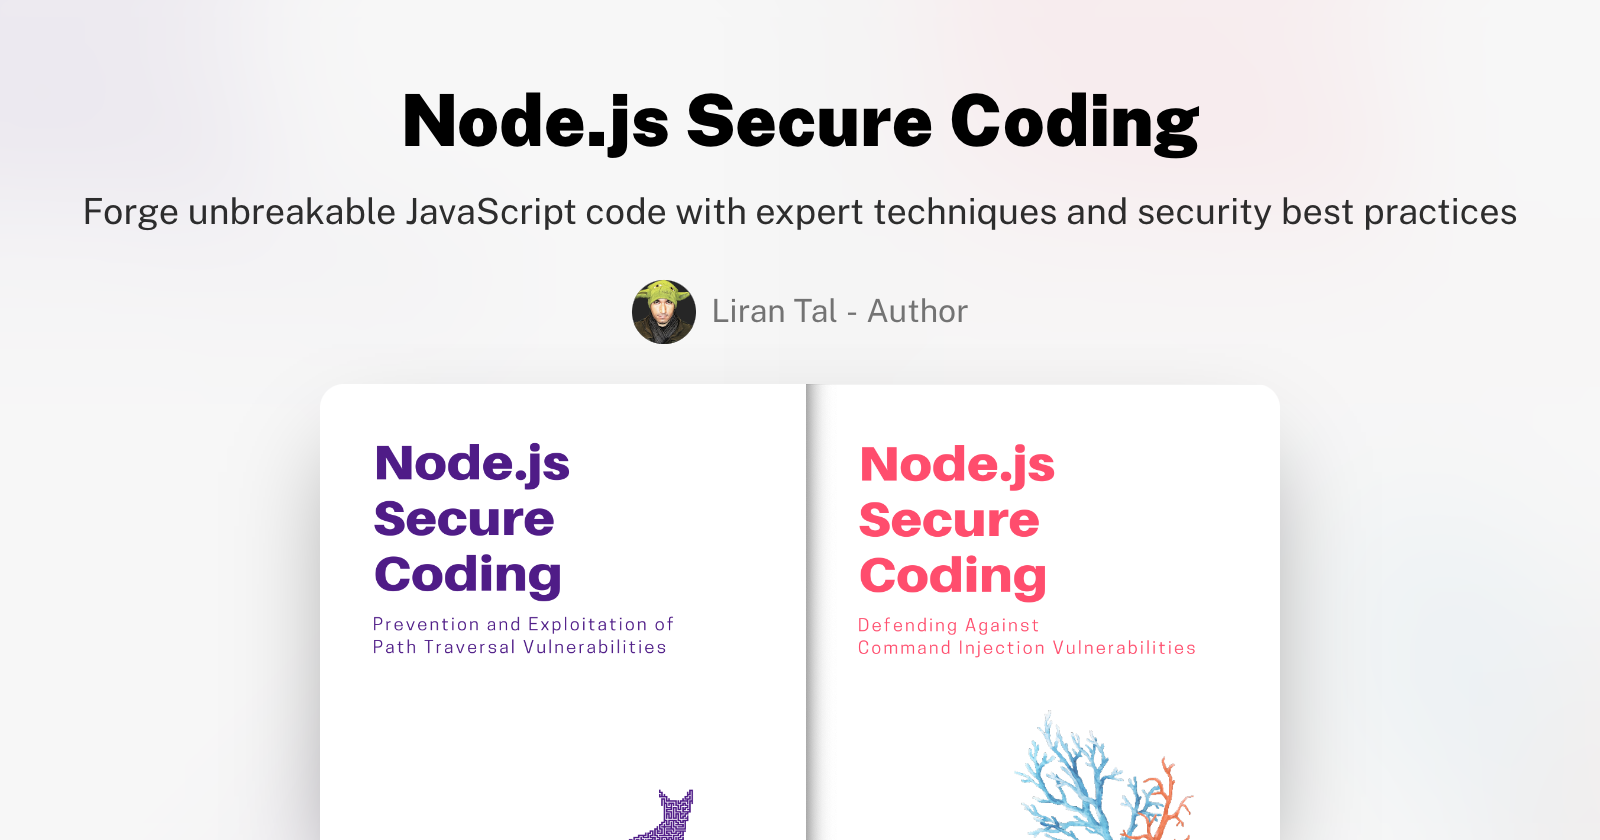 Node.js Secure Coding
Forge unbreakable JavaScript code with expert techniques and security best practices
Liran Tal - Author
Node.js
Secure
Coding
Prevention and Exploitation of
Path Traversal Vulnerabilities
Node.js
Secure
Coding
Defending Against
Command Injection Vulnerabilities